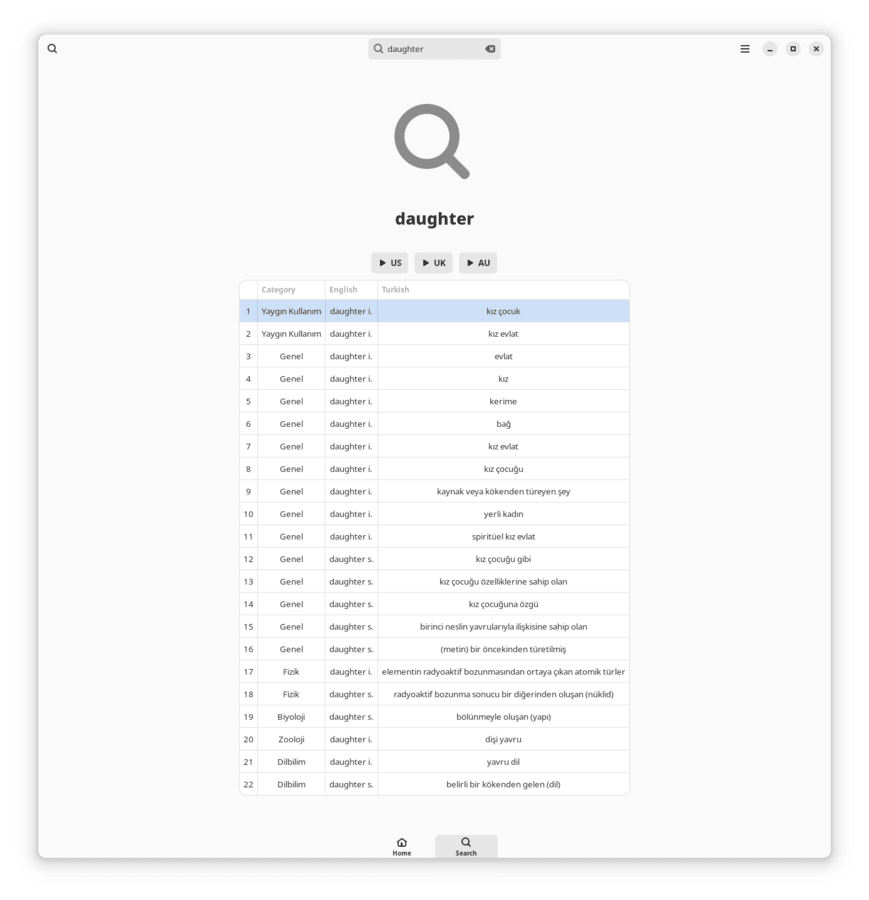 daughter
daughter
US UK AU
Category English Turkish
1 Yaygın Kullanım daughter i. kız çocuk
2 Yaygın Kullanım daughter i. kız evlat
3 Genel daughter i. evlat
4 Genel daughter i. kız
5 Genel daughter i. kerime
6 Genel daughter i. bağ
7 Genel daughter i. kız evlat
8 Genel daughter i. kız çocuğu
9 Genel daughter i. kaynak veya kökenden türeyen şey
10 Genel daughter i. yerli kadın
11 Genel daughter i. spiritüel kız evlat
12 Genel daughter s. kız çocuğu gibi
13 Genel daughter s. kız çocuğu özelliklerine sahip olan
14 Genel daughter s. kız çocuğuna özgü
15 Genel daughter s. birinci neslin yavrularıyla ilişkisine sahip olan
16 Genel daughter s. (metin) bir öncekinden türetilmiş
17 Fizik daughter i. elementin radyoaktif bozunmasından ortaya çıkan atomik türler
18 Fizik daughter s. radyoaktif bozunma sonucu bir diğerinden oluşan (nüklid)
19 Biyoloji daughter s. bölünmeyle oluşan (yapı)
20 Zooloji daughter i. dişi yavru
21 Dilbilim daughter i. yavru dil
22 Dilbilim daughter s. belirli bir kökenden gelen (dil)
Home Search